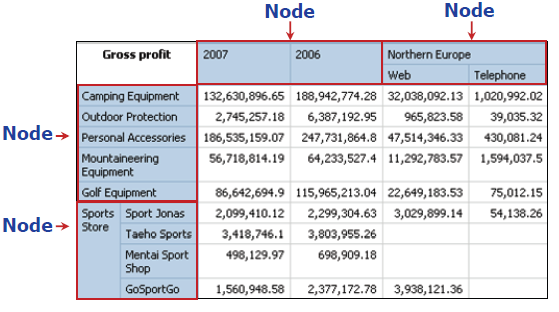 Node Node
Gross profit 2007 2006 Northern Europe
Web Telephone
Camping Equipment 132,630,896.65 188,942,774.28 32,038,092.13 1,020,992.02
Outdoor Protection 2,745,257.18 6,387,192.95 965,823.58 39,035.32
Node Personal Accessories 186,535,159.07 247,731,864.8 47,514,346.33 430,081.24
Mountaineering 56,718,814.19 64,233,527.4 11,292,783.57 1,594,037.5
Equipment
Golf Equipment 86,642,694.9 115,965,213.04 22,649,183.53 75,012.15
Node Sports Sport Jonas 2,099,410.12 2,299,304.63 3,029,899.14 54,138.26
Store Taeho Sports 3,418,746.1 3,803,955.26
Mentai Sport 498,129.97 698,909.18
Shop
GoSportGo 1,560,948.58 2,377,172.78 3,938,121.36